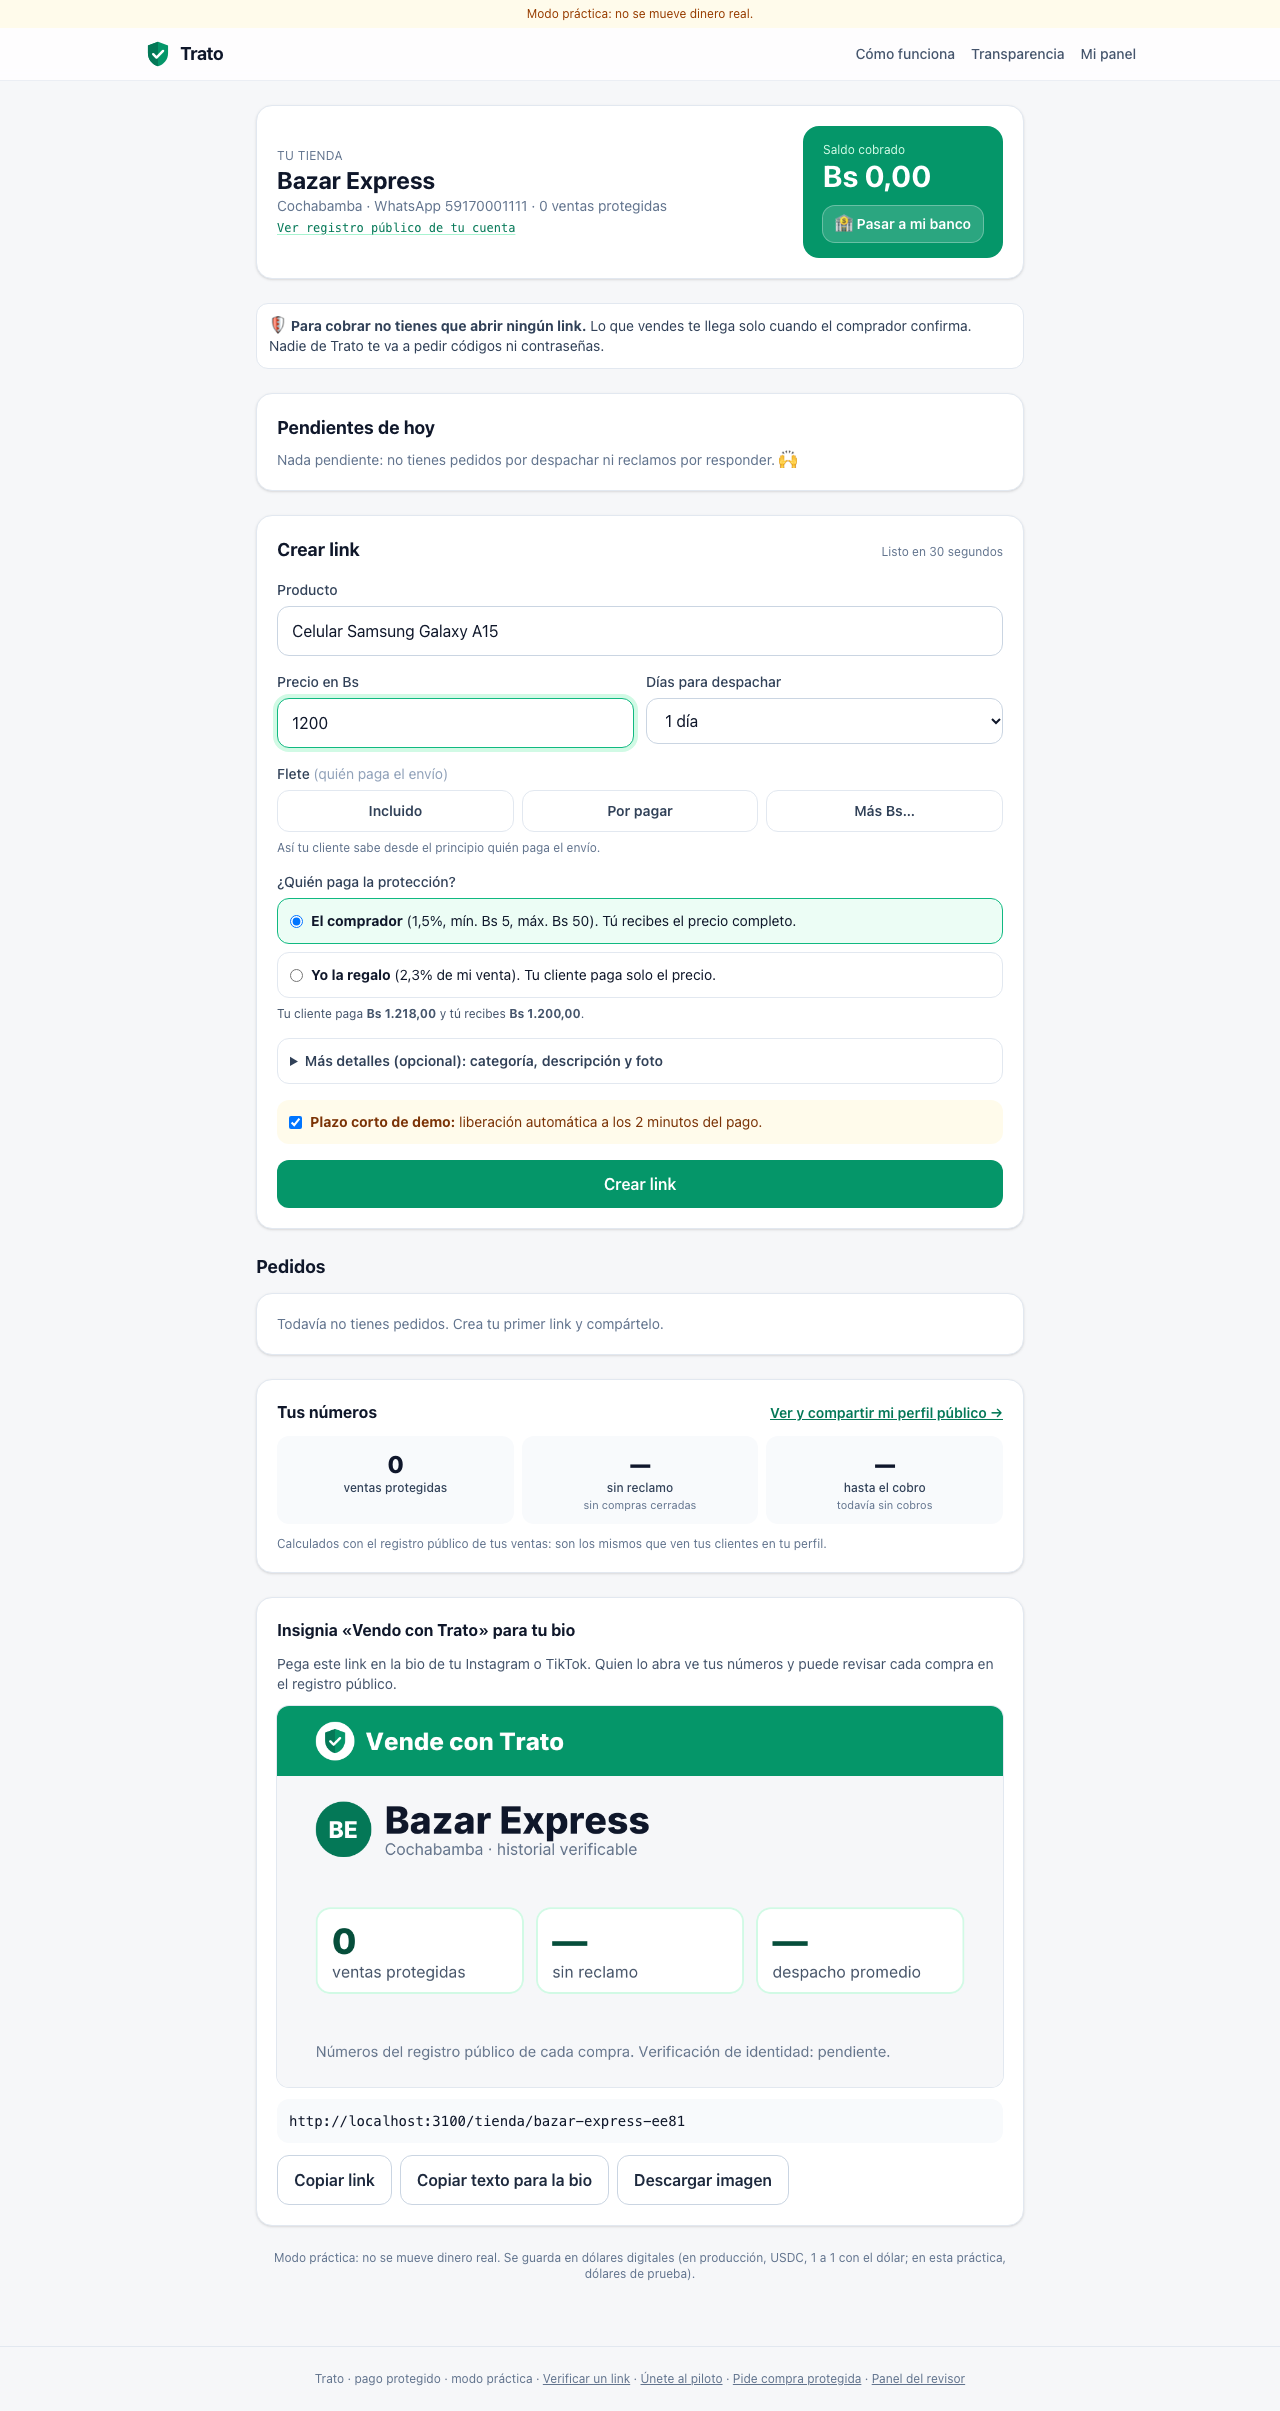 Modo práctica: no se mueve dinero real.
Trato
Cómo funciona
Transparencia
Mi panel
TU TIENDA
Bazar Express
Cochabamba · WhatsApp 59170001111 · 0 ventas protegidas
Ver registro público de tu cuenta
Saldo cobrado
Bs 0,00
Pasar a mi banco
Para cobrar no tienes que abrir ningún link. Lo que vendes te llega solo cuando el comprador confirma.
Nadie de Trato te va a pedir códigos ni contraseñas.
Pendientes de hoy
Nada pendiente: no tienes pedidos por despachar ni reclamos por responder.
Crear link
Listo en 30 segundos
Producto
Celular Samsung Galaxy A15
Precio en Bs
Días para despachar
1200
1 día
Flete (quién paga el envío)
Incluido
Por pagar
Más Bs...
Así tu cliente sabe desde el principio quién paga el envío.
¿Quién paga la protección?
El comprador (1,5%, mín. Bs 5, máx. Bs 50). Tú recibes el precio completo.
Yo la regalo (2,3% de mi venta). Tu cliente paga solo el precio.
Tu cliente paga Bs 1.218,00 y tú recibes Bs 1.200,00.
Más detalles (opcional): categoría, descripción y foto
Plazo corto de demo: liberación automática a los 2 minutos del pago.
Crear link
Pedidos
Todavía no tienes pedidos. Crea tu primer link y compártelo.
Tus números
Ver y compartir mi perfil público →
0
ventas protegidas
—
sin reclamo
sin compras cerradas
—
hasta el cobro
todavía sin cobros
Calculados con el registro público de tus ventas: son los mismos que ven tus clientes en tu perfil.
Insignia «Vendo con Trato» para tu bio
Pega este link en la bio de tu Instagram o TikTok. Quien lo abra ve tus números y puede revisar cada compra en
el registro público.
Vende con Trato
BE
Bazar Express
Cochabamba · historial verificable
0
ventas protegidas
—
sin reclamo
—
despacho promedio
Números del registro público de cada compra. Verificación de identidad: pendiente.
http://localhost:3100/tienda/bazar-express-ee81
Copiar link
Copiar texto para la bio
Descargar imagen
Modo práctica: no se mueve dinero real. Se guarda en dólares digitales (en producción, USDC, 1 a 1 con el dólar; en esta práctica,
dólares de prueba).
Trato · pago protegido · modo práctica · Verificar un link · Únete al piloto · Pide compra protegida · Panel del revisor